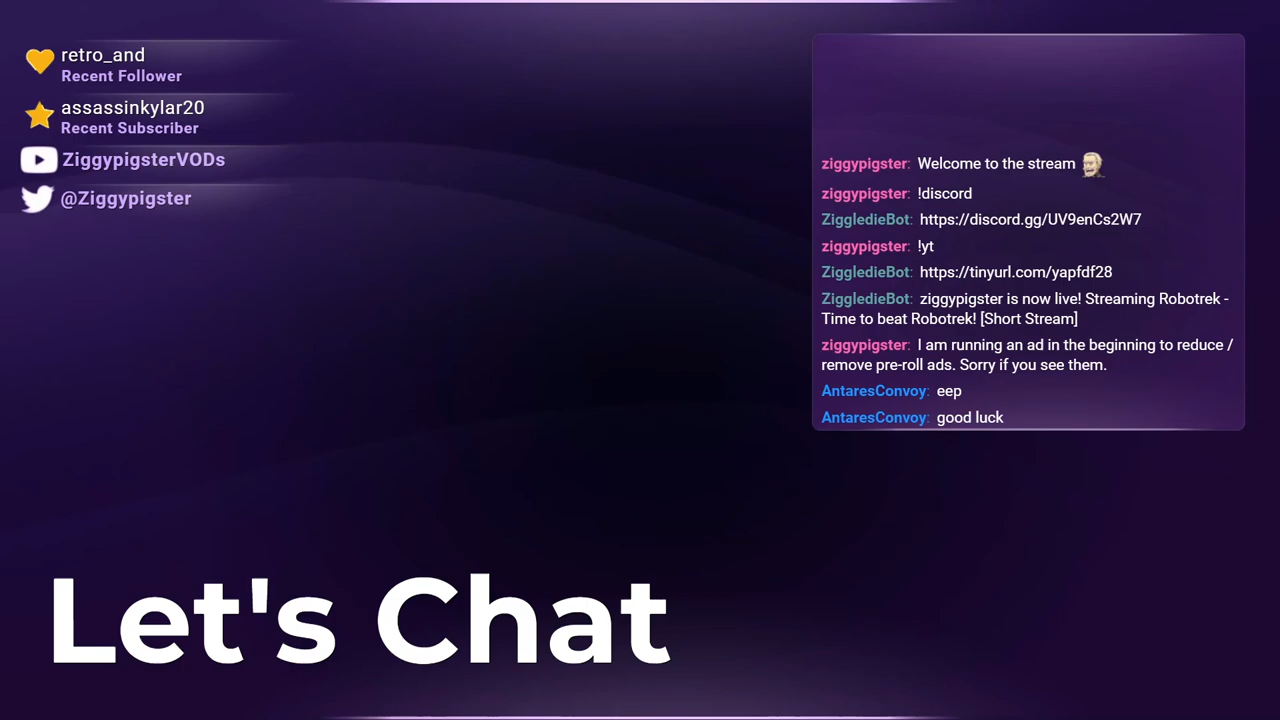 retro_and
Recent Follower
assassinkylar20
Recent Subscriber
ZiggypigsterVODs
@Ziggypigster
ziggypigster: Welcome to the stream
ziggypigster: !discord
ZiggledieBot: https://discord.gg/UV9enCs2W7
ziggypigster: !yt
ZiggledieBot: https://tinyurl.com/yapfdf28
ZiggledieBot: ziggypigster is now live! Streaming Robotrek -
Time to beat Robotrek! [Short Stream]
ziggypigster: I am running an ad in the beginning to reduce /
remove pre-roll ads. Sorry if you see them.
AntaresConvoy: eep
AntaresConvoy: good luck
Let's Chat